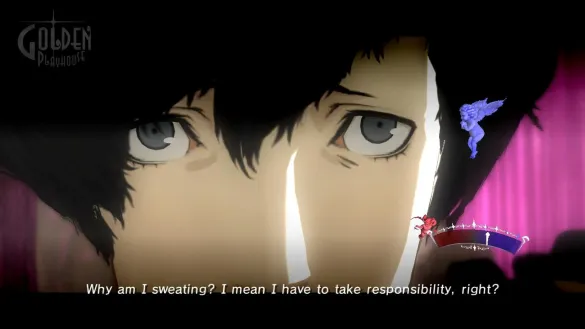 GOLDEN
PLAYHOUSE
Why am I sweating? I mean I have to take responsibility, right?